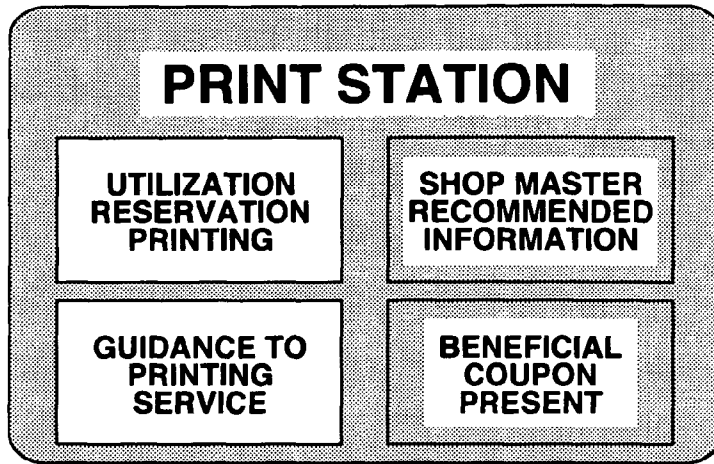 PRINT STATION
UTILIZATION
RESERVATION
PRINTING
SHOP MASTER
RECOMMENDED
INFORMATION
GUIDANCE TO
PRINTING
SERVICE
BENEFICIAL
COUPON
PRESENT